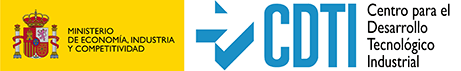 MINISTERIO
DE ECONOMÍA, INDUSTRIA
Y COMPETITIVIDAD
CDTI
Centro para el
Desarrollo
Tecnológico
Industrial